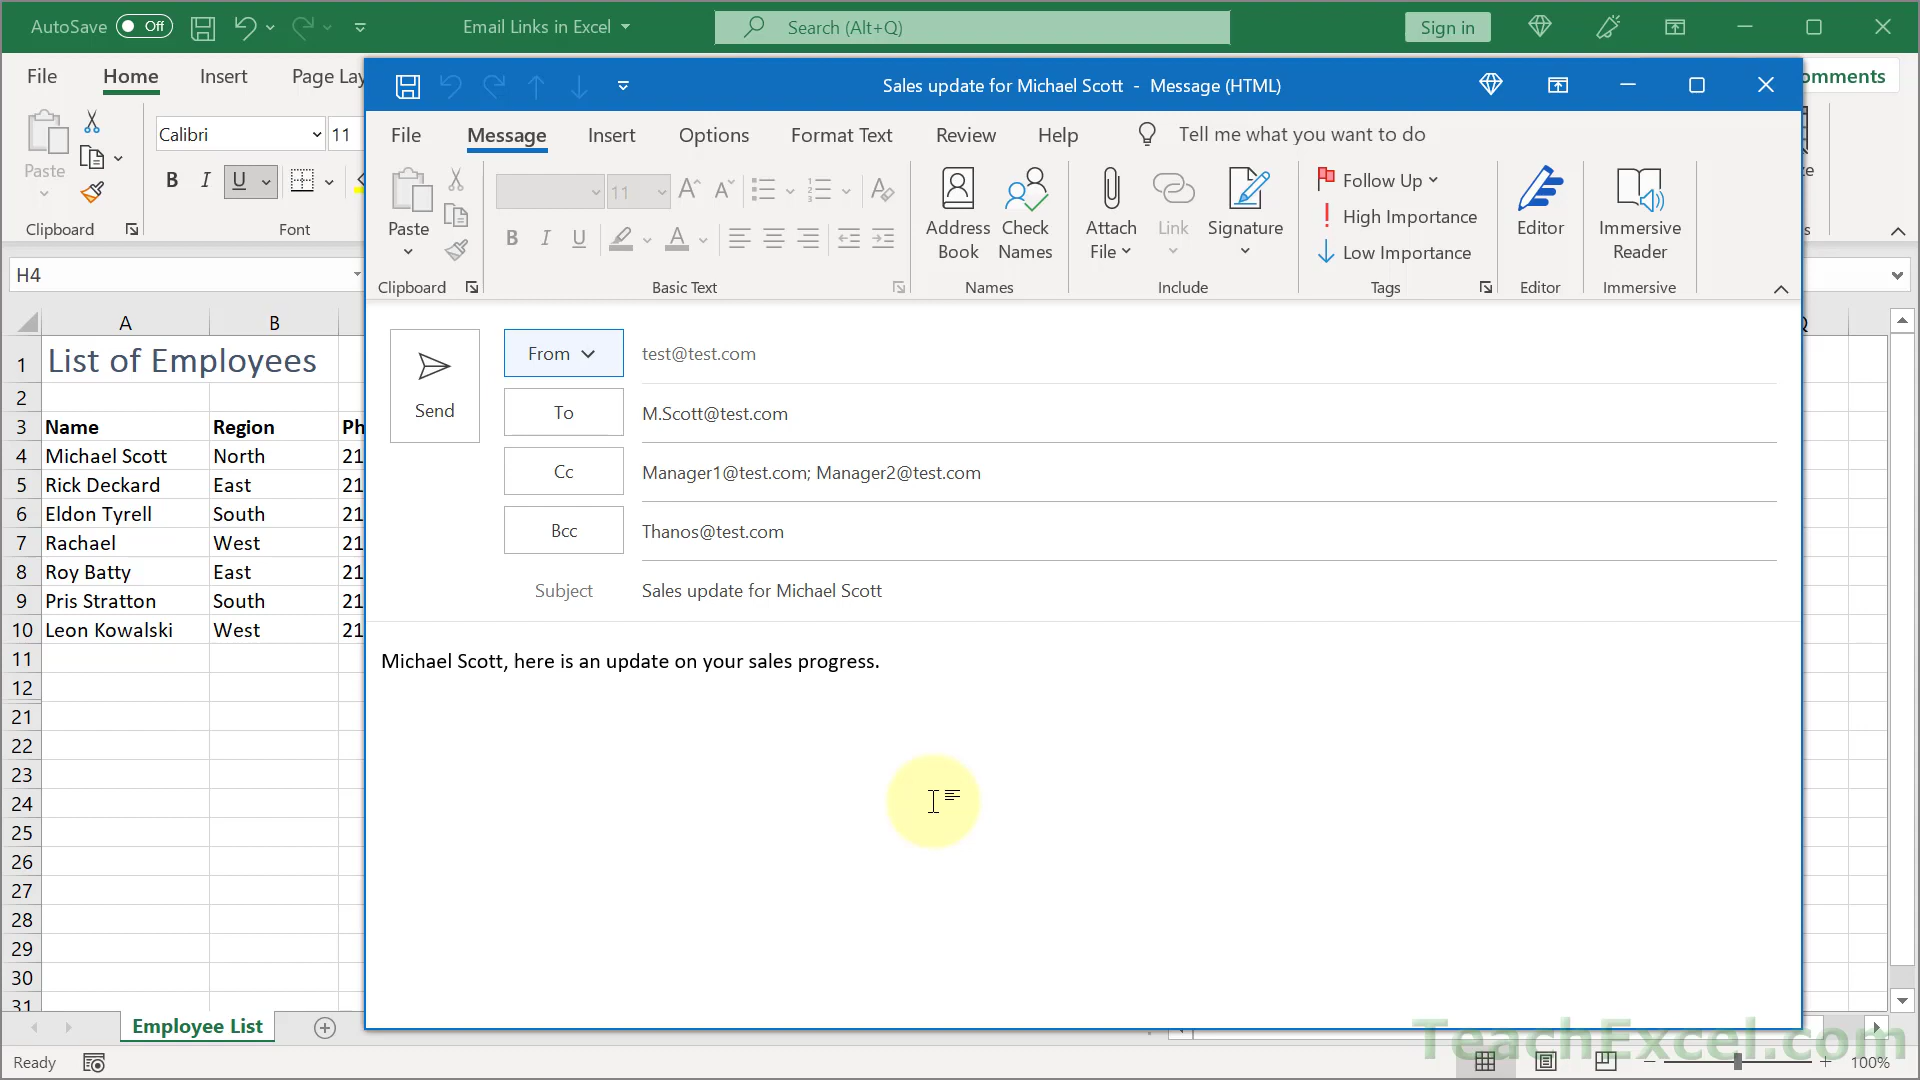 AutoSave Off Email Links in Excel Search (Alt+Q) Sign in
File Home Insert Page Lay omments
Sales update for Michael Scott - Message (HTML)
File Message Insert Options Format Text Review Help Tell me what you want to do
Calibri 11
Paste
B I U
Clipboard Font
Paste
11
B I U A
Address Book
Check Names
Attach File
Link
Signature
Follow Up
High Importance
Low Importance
Editor
Immersive Reader
Clipboard Basic Text Names Include Tags Editor Immersive
H4
A B
Send
From test@test.com
To M.Scott@test.com
Cc Manager1@test.com; Manager2@test.com
Bcc Thanos@test.com
Subject Sales update for Michael Scott
Michael Scott, here is an update on your sales progress.
1 List of Employees
2
3 Name Region Ph
4 Michael Scott North 21
5 Rick Deckard East 21
6 Eldon Tyrell South 21
7 Rachael West 21
8 Roy Batty East 21
9 Pris Stratton South 21
10 Leon Kowalski West 21
11
12
21
22
23
24
25
26
27
28
29
30
31
Employee List
TeachExcel.com
Ready 100%